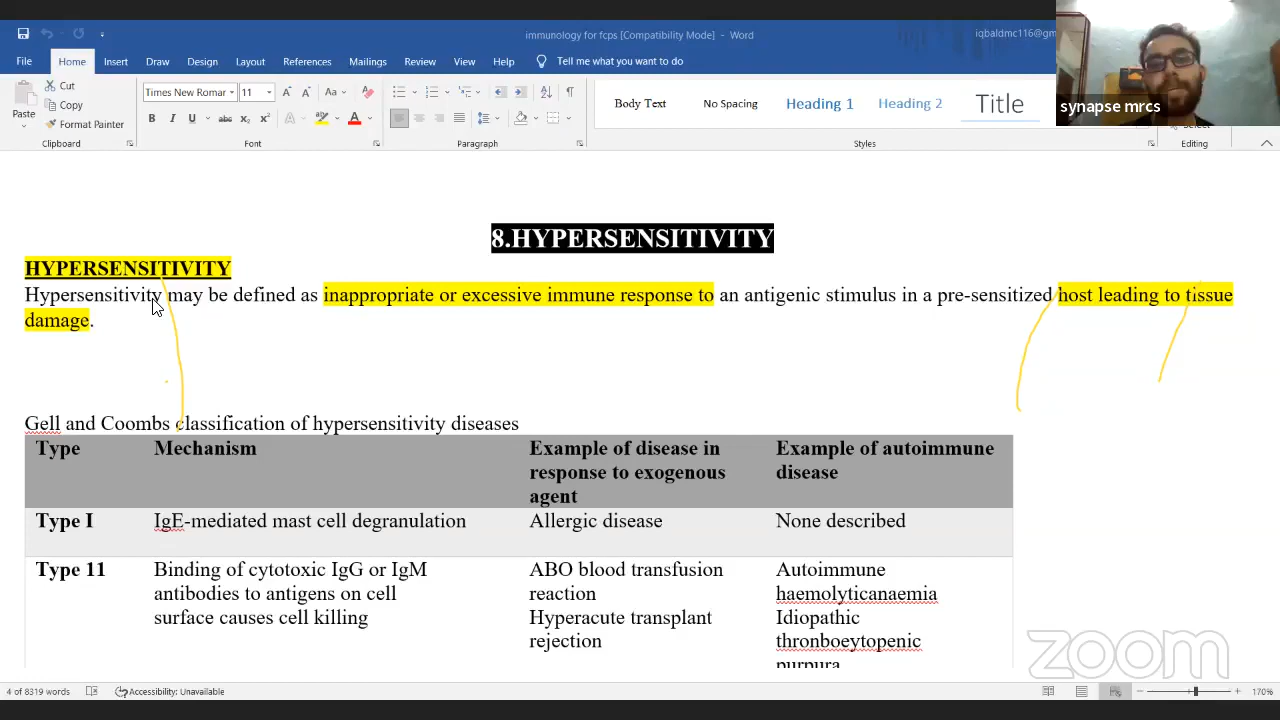 immunology for fcps [Compatibility Mode] - Word
iqbaldmc116@gm
File Home Insert Draw Design Layout References Mailings Review View Help Tell me what you want to do
Paste
Cut
Copy
Format Painter
Times New Romar 11
Body Text No Spacing Heading 1 Heading 2 Title
synapse mrcs
Clipboard Font Paragraph Styles Editing
8.HYPERSENSITIVITY
HYPERSENSITIVITY
Hypersensitivity may be defined as inappropriate or excessive immune response to an antigenic stimulus in a pre-sensitized host leading to tissue
damage.
Gell and Coombs classification of hypersensitivity diseases
Type Mechanism Example of disease in response to exogenous agent Example of autoimmune disease
Type I IgE-mediated mast cell degranulation Allergic disease None described
Type 11 Binding of cytotoxic IgG or IgM antibodies to antigens on cell surface causes cell killing ABO blood transfusion reaction Hyperacute transplant rejection Autoimmune haemolyticanaemia Idiopathic thronboeytopenic purpura
zoom
4 of 8319 words Accessibility: Unavailable 170%